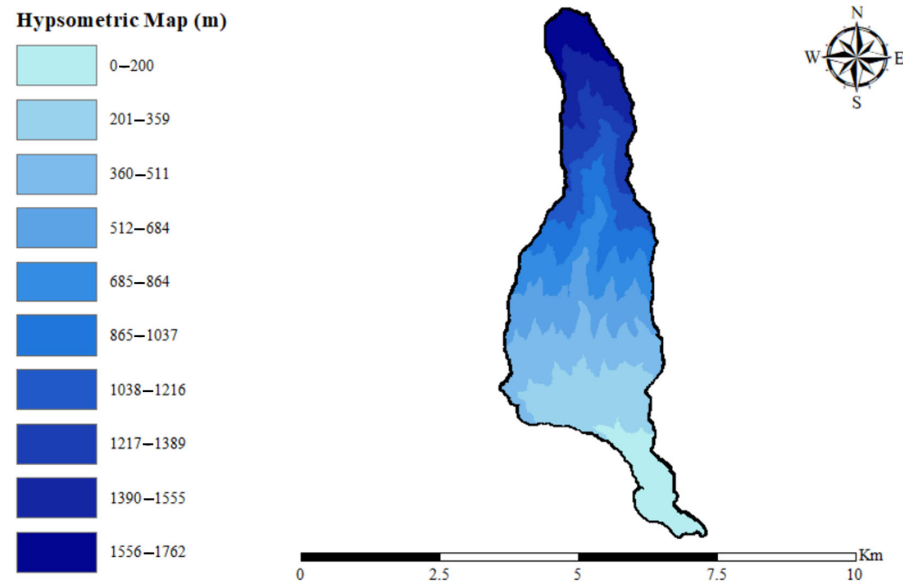 Hypsometric Map (m)
0–200
201–359
360–511
512–684
685–864
865–1037
1038–1216
1217–1389
1390–1555
1556–1762
N
W E
S
Km
0 2.5 5 7.5 10